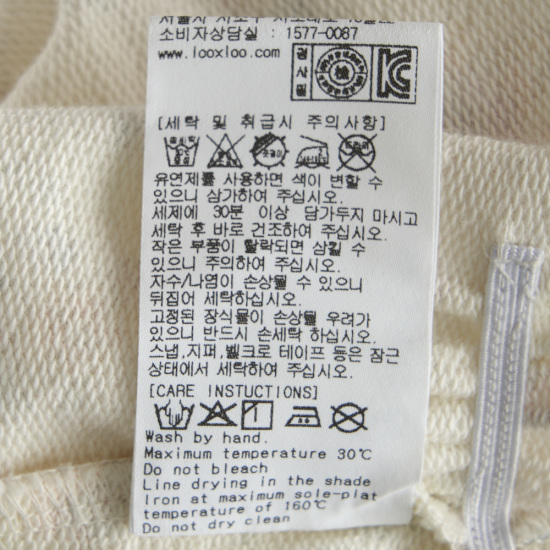 소비자상담실 : 1577-0087
www.looxloo.com
검사필 檢 KC
[세탁 및 취급시 주의사항]
유연제를 사용하면 색이 변할 수
있으니 삼가하여 주십시오.
세제에 30분 이상 담가두지 마시고
세탁 후 바로 건조하여 주십시오.
작은 부품이 탈락되면 삼킬 수
있으니 주의하여 주십시오.
자수/나염이 손상될 수 있으니
뒤집어 세탁하십시오.
고정된 장식물이 손상될 우려가
있으니 반드시 손세탁 하십시오.
스냅,지퍼,벨크로 테이프 등은 잠근
상태에서 세탁하여 주십시오.
[CARE INSTUCTIONS]
Wash by hand.
Maximum temperature 30℃
Do not bleach
Line drying in the shade
Iron at maximum sole-plat
temperature of 160℃
Do not dry clean